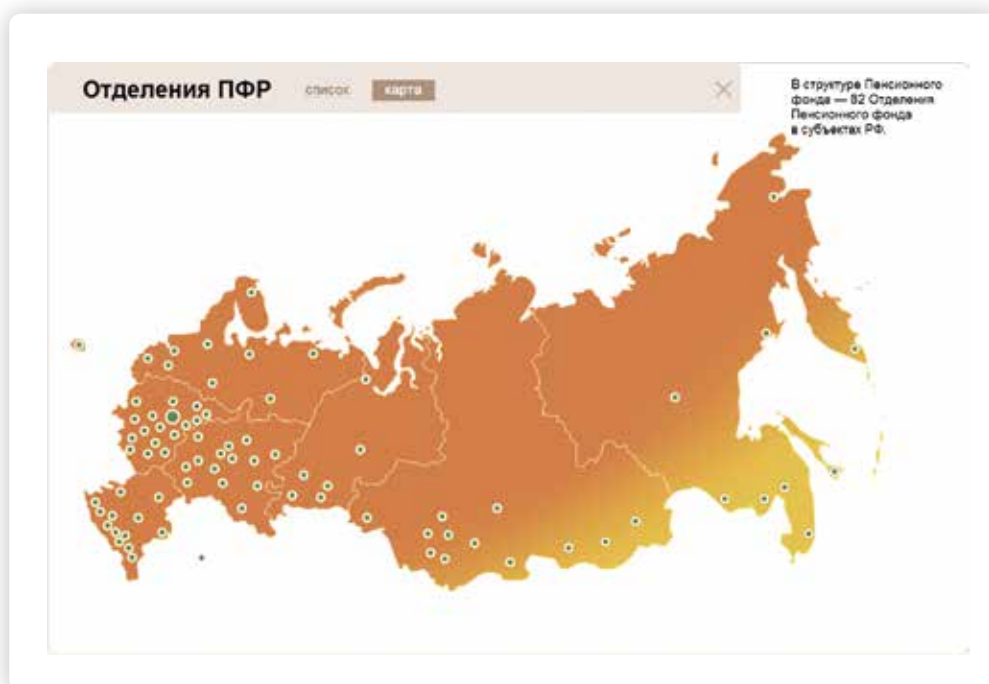 Отделения ПФР список карта
В структуре Пенсионного
фонда — 82 Отделения
Пенсионного фонда
в субъектах РФ.